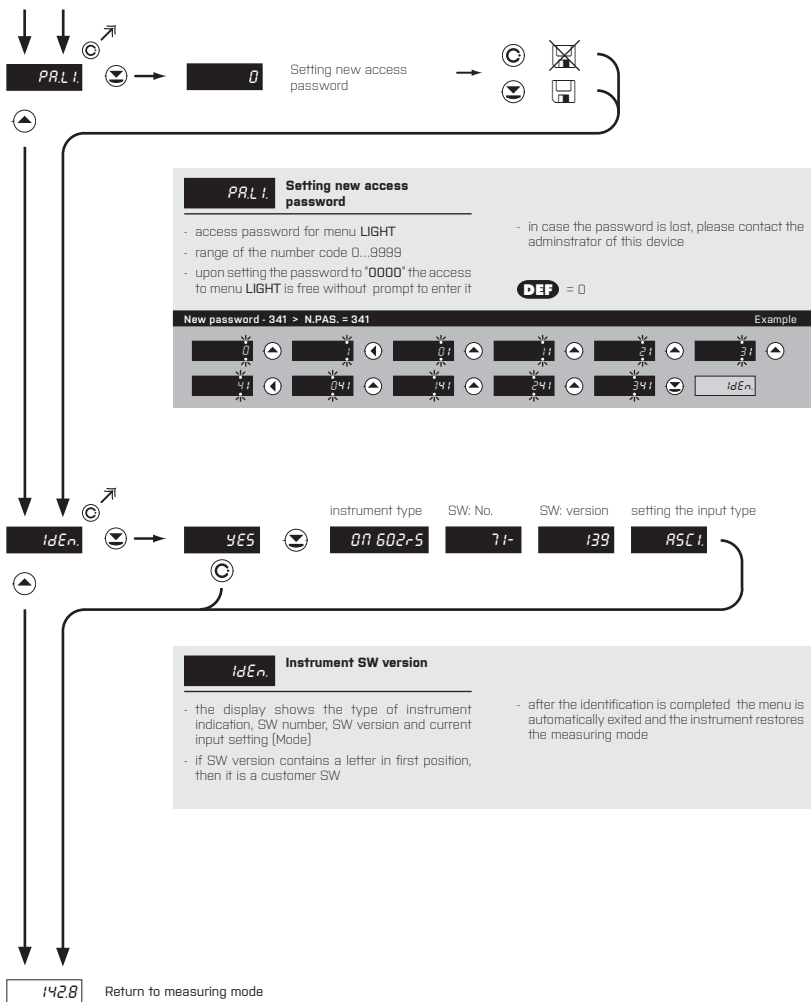 PA.LI.
0
Setting new access
password
PA.LI.
Setting new access
password
- access password for menu LIGHT
- range of the number code 0...9999
- upon setting the password to "0000" the access
to menu LIGHT is free without prompt to enter it
- in case the password is lost, please contact the
adminstrator of this device
DEF = 0
New password - 341 > N.PAS. = 341
Example
0 1 01 11 21 31
41 041 141 241 341 IdEn.
instrument type SW: No. SW: version setting the input type
IdEn. YES OM 602rS 71- 139 ASCI.
IdEn.
Instrument SW version
- the display shows the type of instrument
indication, SW number, SW version and current
input setting (Mode)
- if SW version contains a letter in first position,
then it is a customer SW
- after the identification is completed the menu is
automatically exited and the instrument restores
the measuring mode
142.8 Return to measuring mode